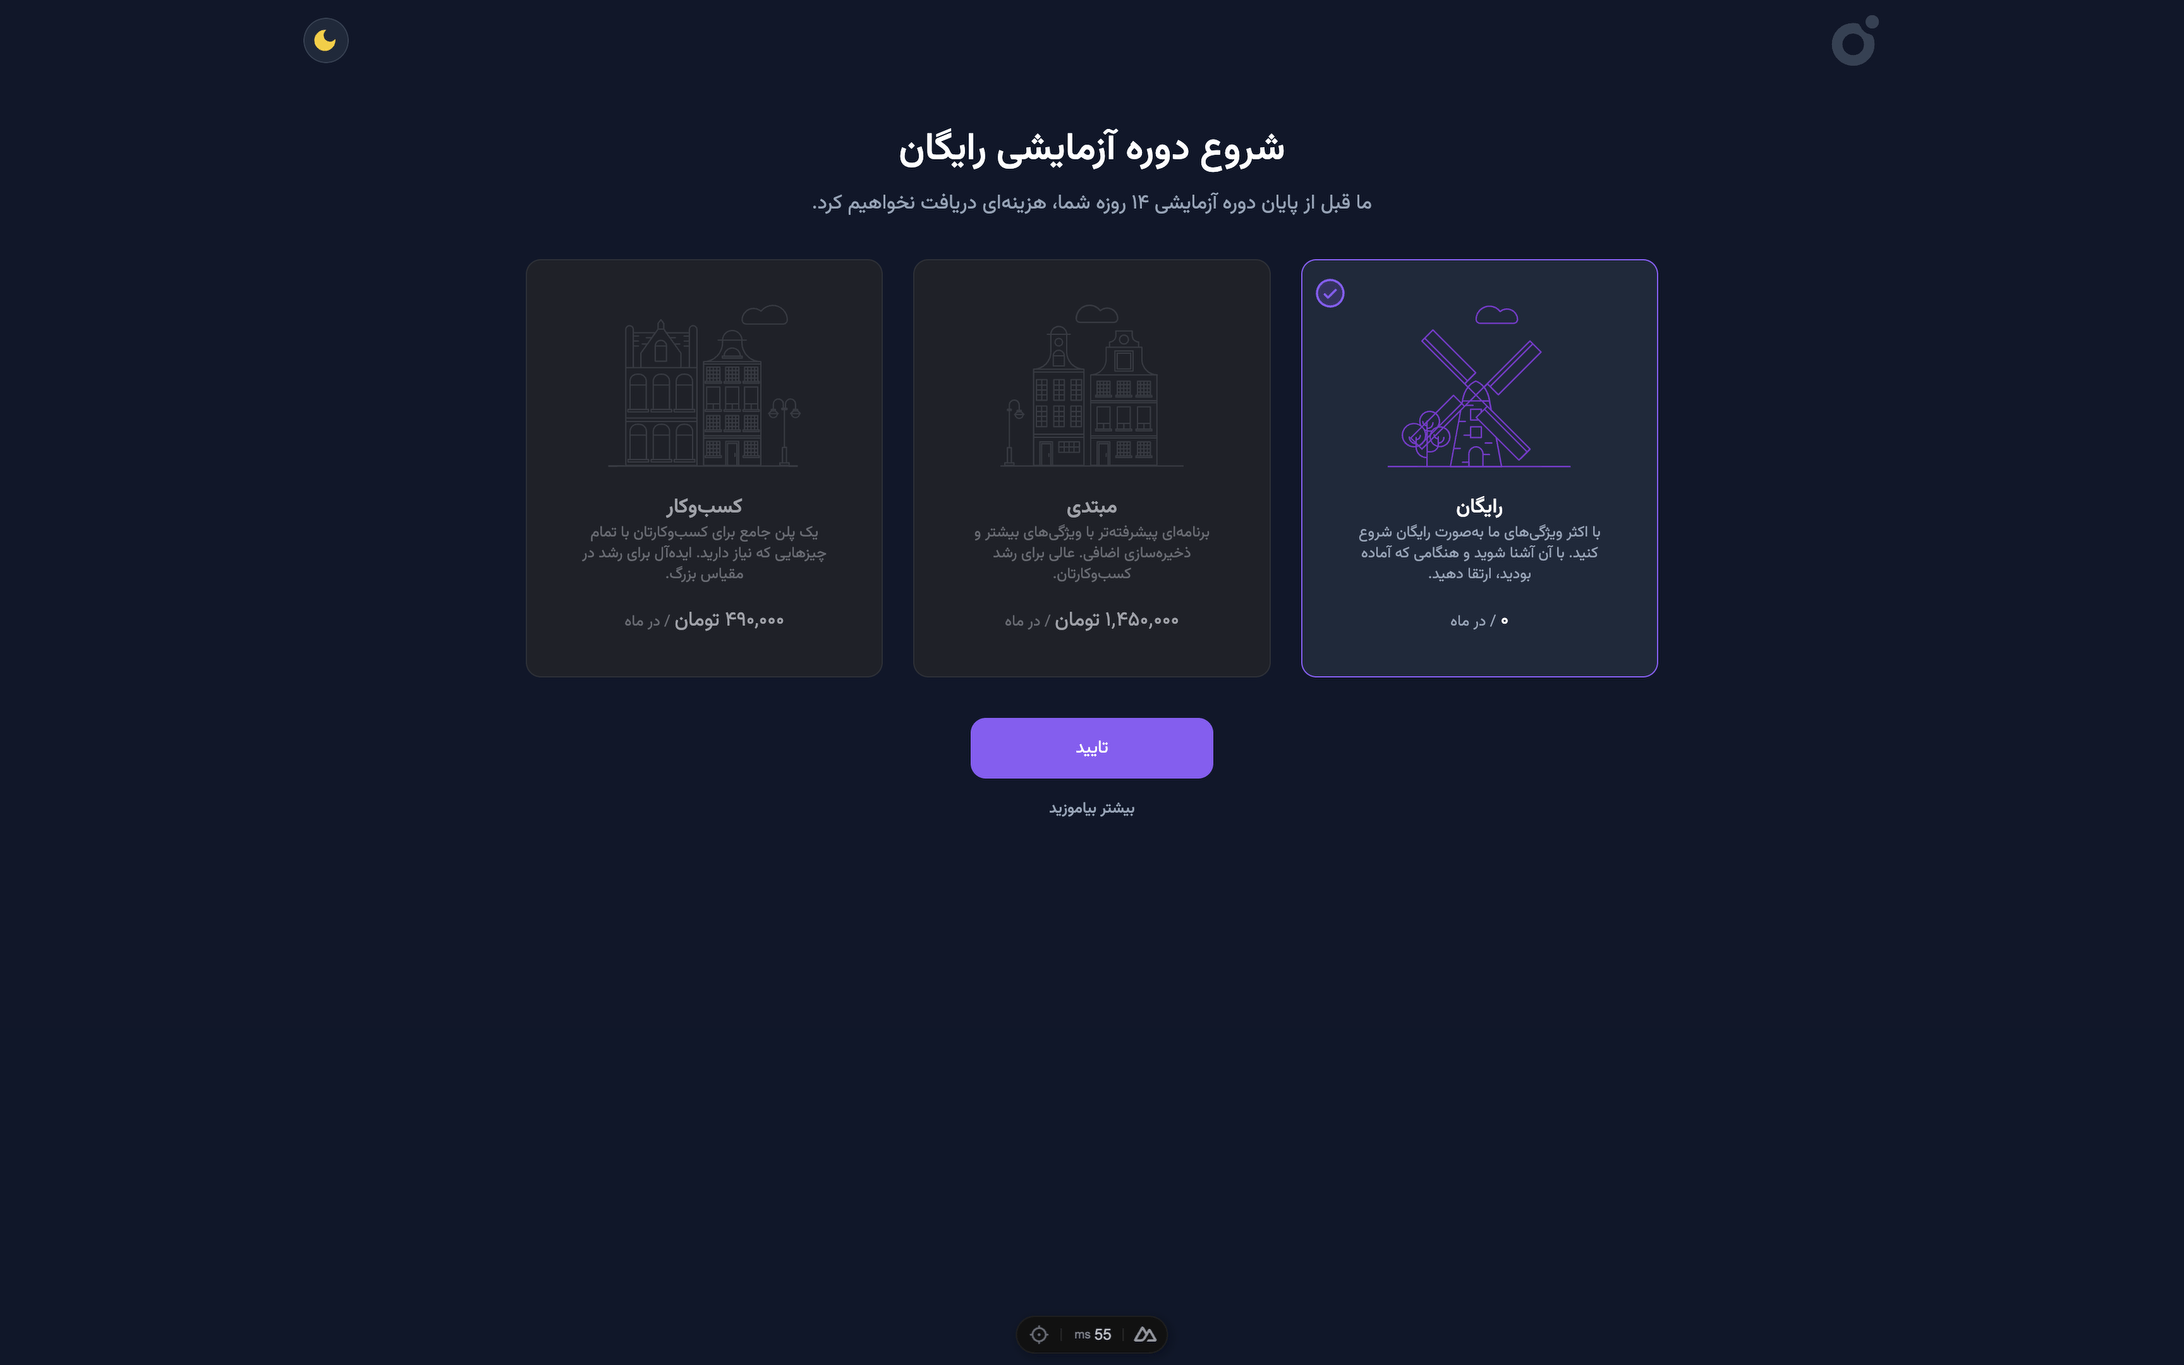 شروع دوره آزمایشی رایگان
ما قبل از پایان دوره آزمایشی ۱۴ روزه شما، هزینه‌ای دریافت نخواهیم کرد.
رایگان
با اکثر ویژگی‌های ما به‌صورت رایگان شروع
کنید. با آن آشنا شوید و هنگامی که آماده
بودید، ارتقا دهید.
۰ / در ماه
مبتدی
برنامه‌ای پیشرفته‌تر با ویژگی‌های بیشتر و
ذخیره‌سازی اضافی. عالی برای رشد
کسب‌وکارتان.
۱,۴۵۰,۰۰۰ تومان / در ماه
کسب‌وکار
یک پلن جامع برای کسب‌وکارتان با تمام
چیزهایی که نیاز دارید. ایده‌آل برای رشد در
مقیاس بزرگ.
۴۹۰,۰۰۰ تومان / در ماه
تایید
بیشتر بیاموزید
55 ms